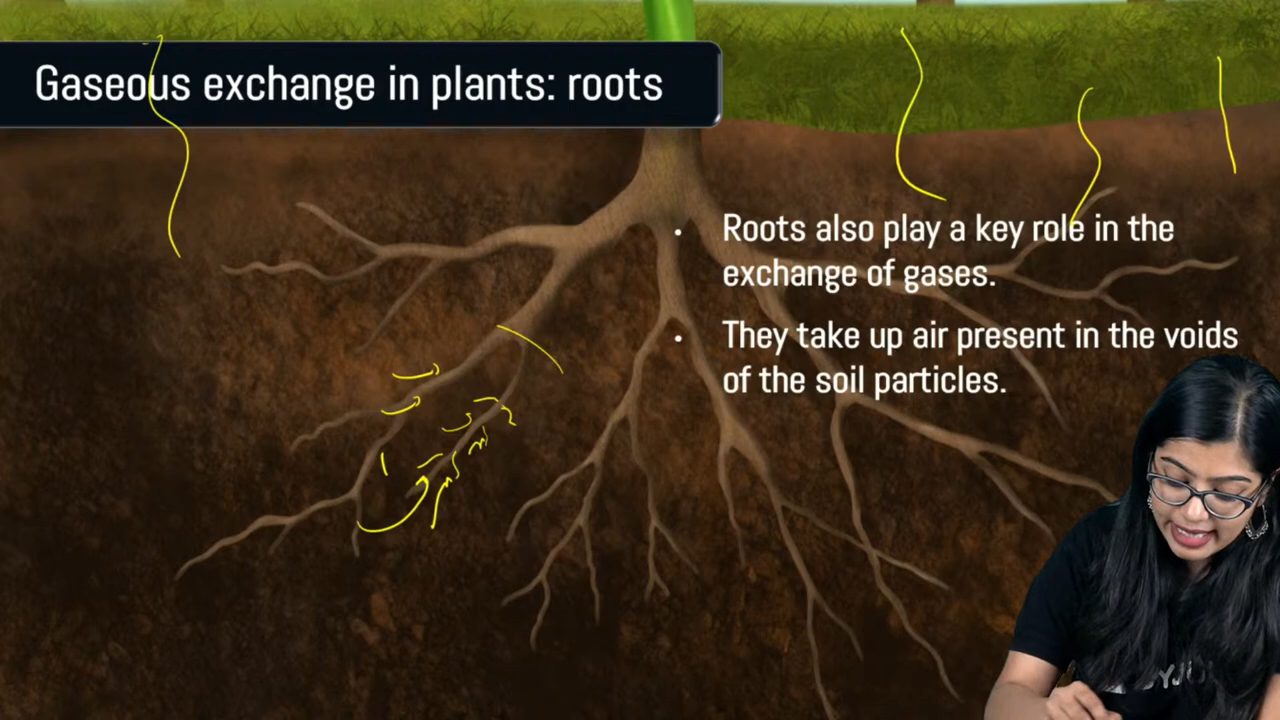 Gaseous exchange in plants: roots
• Roots also play a key role in the
exchange of gases.
• They take up air present in the voids
of the soil particles.